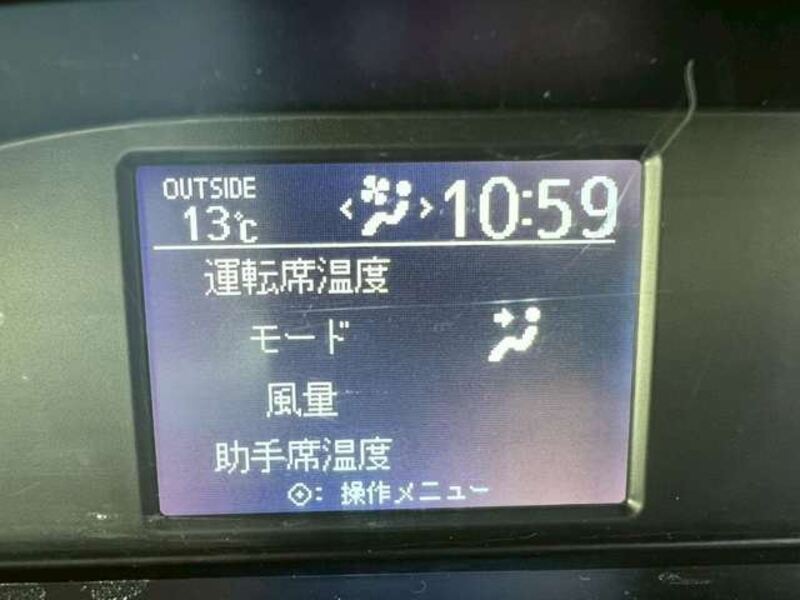 OUTSIDE
13℃
10:59
運転席温度
モード
風量
助手席温度
: 操作メニュー